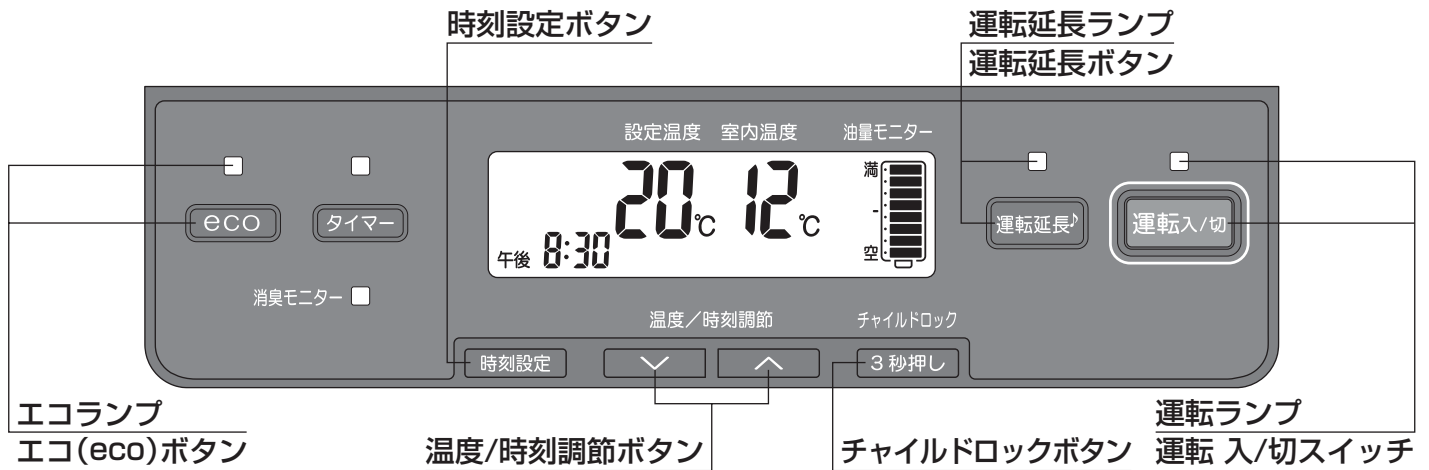 時刻設定ボタン
運転延長ランプ
運転延長ボタン
設定温度 室内温度 油量モニター
満
20℃ 12℃
-
eco タイマー
運転延長♪ 運転入/切
午後 8:30
空
消臭モニター
温度／時刻調節 チャイルドロック
時刻設定 ﹀ ︿ 3秒押し
エコランプ
エコ(eco)ボタン
温度/時刻調節ボタン
チャイルドロックボタン
運転ランプ
運転 入/切スイッチ